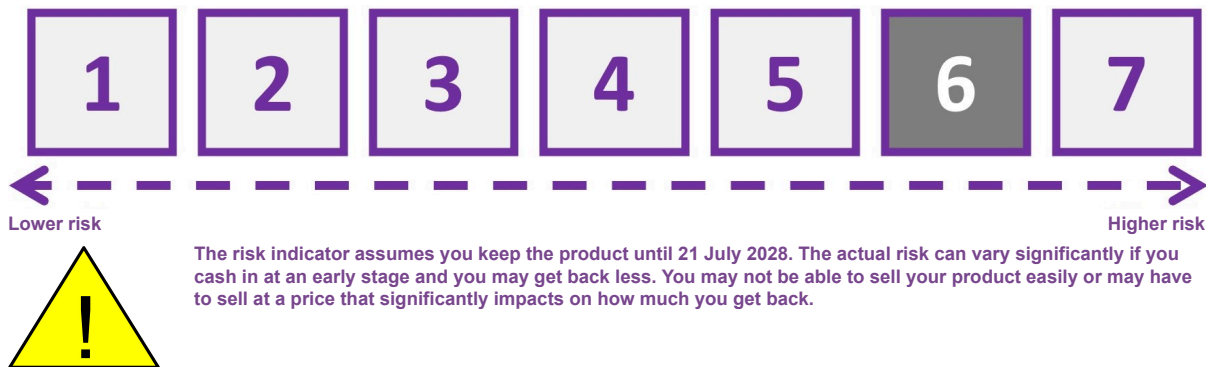 1 2 3 4 5 6 7
Lower risk Higher risk
The risk indicator assumes you keep the product until 21 July 2028. The actual risk can vary significantly if you
cash in at an early stage and you may get back less. You may not be able to sell your product easily or may have
to sell at a price that significantly impacts on how much you get back.
!